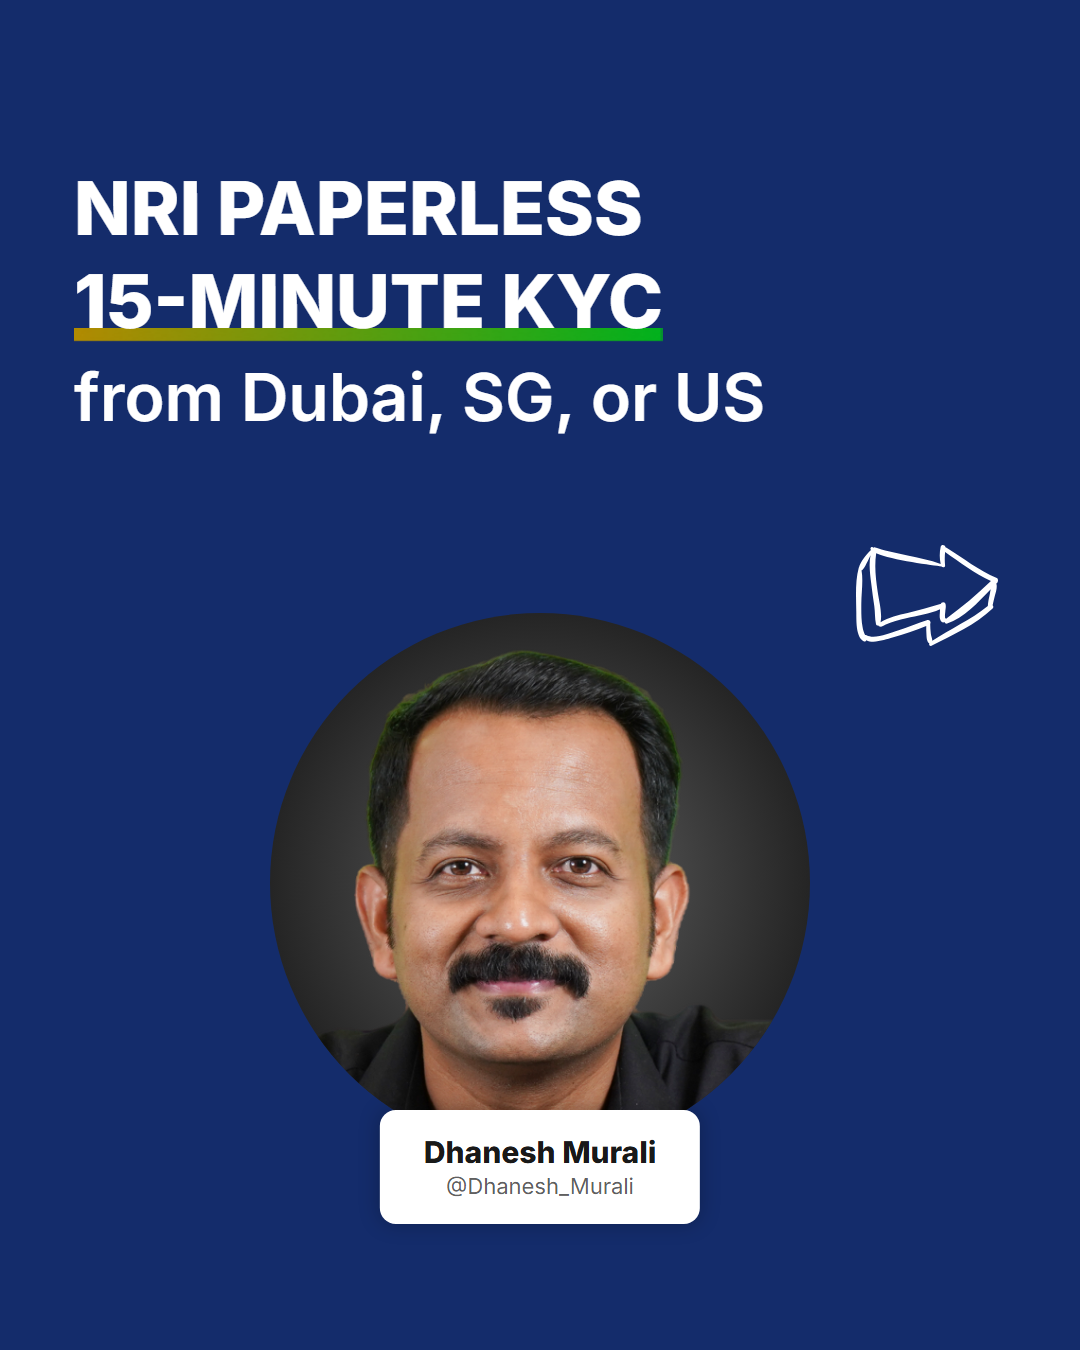 NRI PAPERLESS
15-MINUTE KYC
from Dubai, SG, or US
Dhanesh Murali
@Dhanesh_Murali